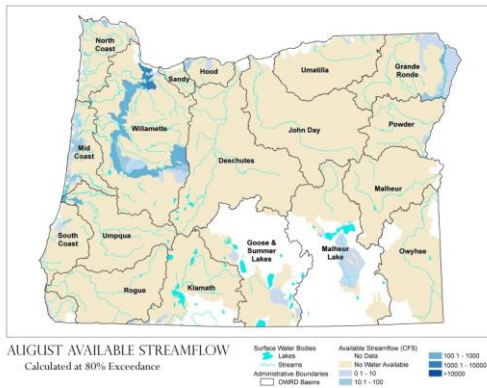 North
Coast
Sandy
Hood
Umatilla
Grande
Ronde
Willamette
Mid
Coast
John Day
Powder
Deschutes
Malheur
South
Coast
Umpqua
Goose &
Summer
Lakes
Malheur
Lake
Owyhee
Rogue
Klamath
AUGUST AVAILABLE STREAMFLOW
Calculated at 80% Exceedance
Surface Water Bodies
Lakes
Streams
Administrative Boundaries
OWRD Basins
Available Streamflow (CFS)
No Data
No Water Available
0.1 - 10
10.1 - 100
100.1 - 1000
1000.1 - 10000
>10000